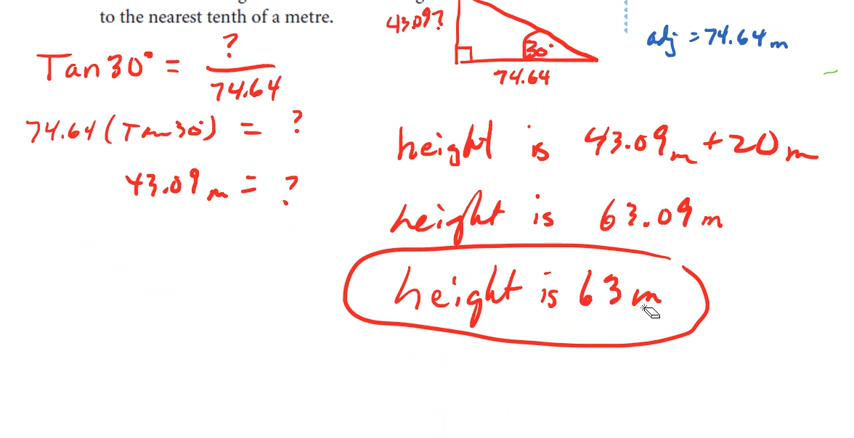 to the nearest tenth of a metre.
43.09?
30°
74.64
adj = 74.64 m
Tan 30° = ?
74.64
74.64 (Tan 30°) = ?
43.09 m = ?
height is 43.09 m + 20 m
height is 63.09 m
height is 63 m